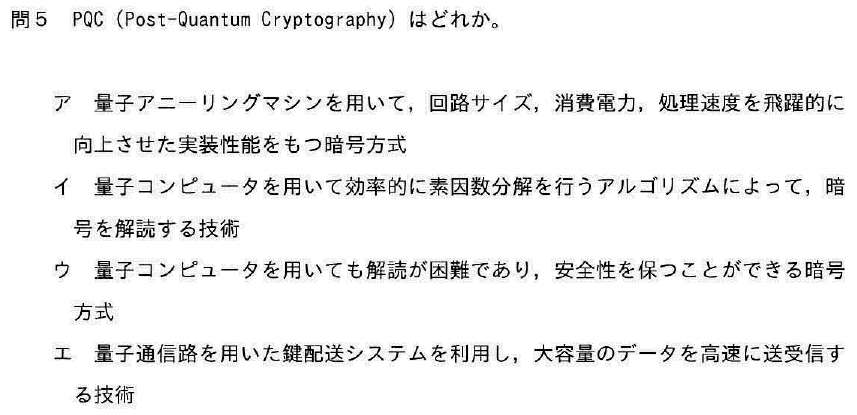 問5 PQC（Post-Quantum Cryptography）はどれか。
ア 量子アニーリングマシンを用いて，回路サイズ，消費電力，処理速度を飛躍的に
向上させた実装性能をもつ暗号方式
イ 量子コンピュータを用いて効率的に素因数分解を行うアルゴリズムによって，暗
号を解読する技術
ウ 量子コンピュータを用いても解読が困難であり，安全性を保つことができる暗号
方式
エ 量子通信路を用いた鍵配送システムを利用し，大容量のデータを高速に送受信す
る技術